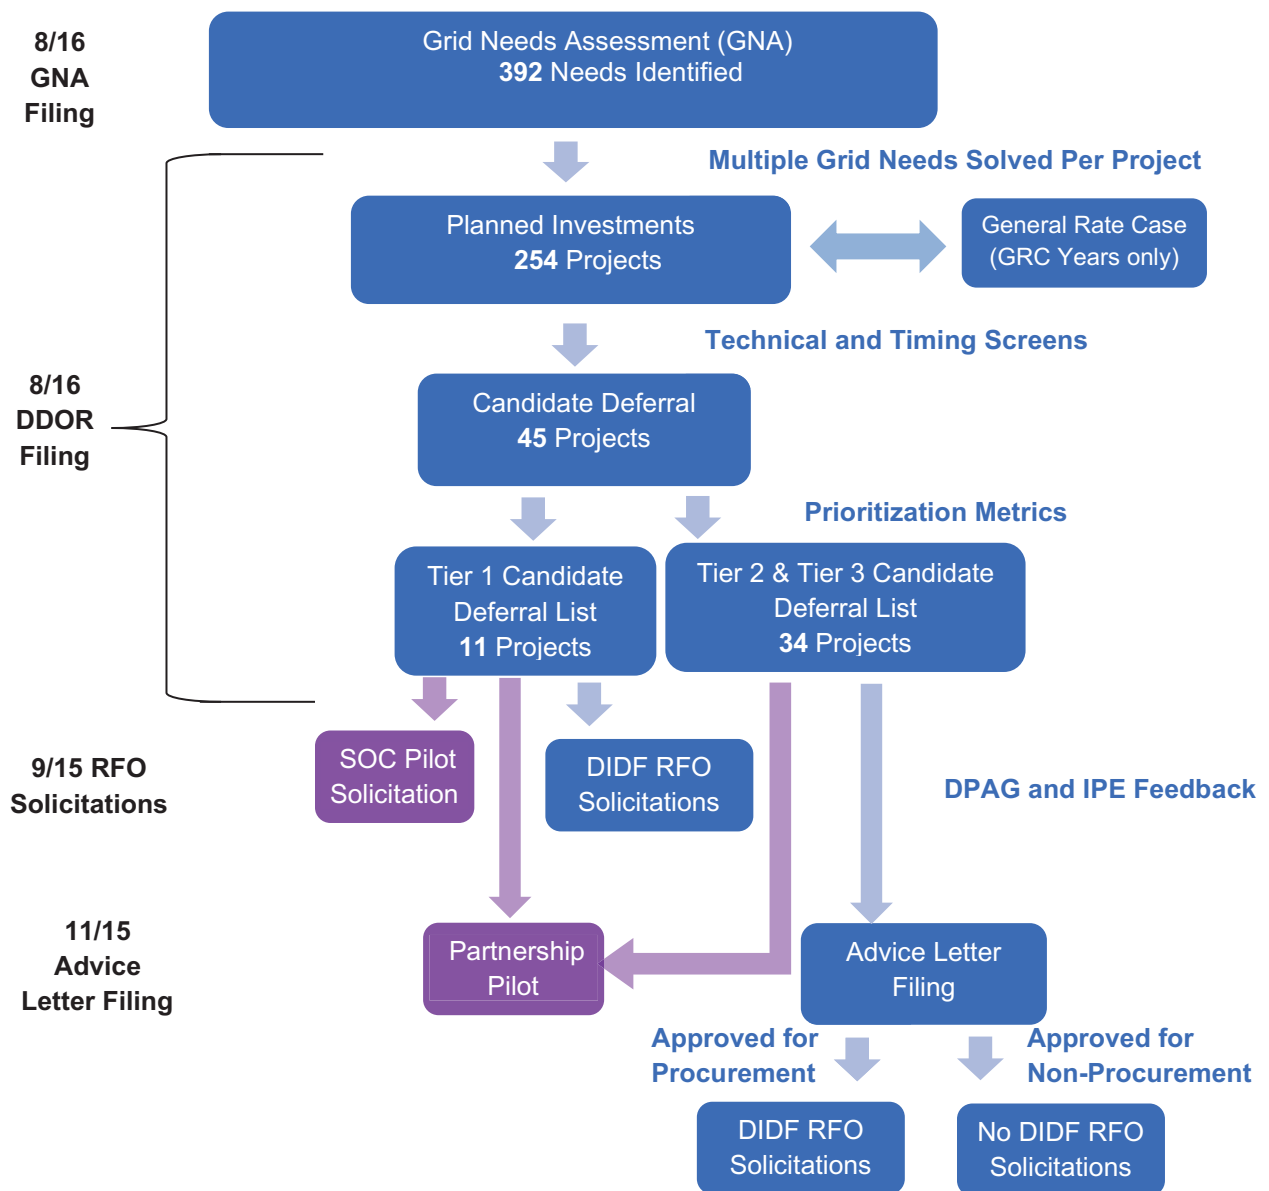 8/16
GNA
Filing
Grid Needs Assessment (GNA)
392 Needs Identified
Multiple Grid Needs Solved Per Project
Planned Investments
254 Projects
General Rate Case
(GRC Years only)
Technical and Timing Screens
8/16
DDOR
Filing
Candidate Deferral
45 Projects
Prioritization Metrics
Tier 1 Candidate
Deferral List
11 Projects
Tier 2 & Tier 3 Candidate
Deferral List
34 Projects
9/15 RFO
Solicitations
SOC Pilot
Solicitation
DIDF RFO
Solicitations
DPAG and IPE Feedback
11/15
Advice
Letter Filing
Partnership
Pilot
Advice Letter
Filing
Approved for
Procurement
Approved for
Non-Procurement
DIDF RFO
Solicitations
No DIDF RFO
Solicitations